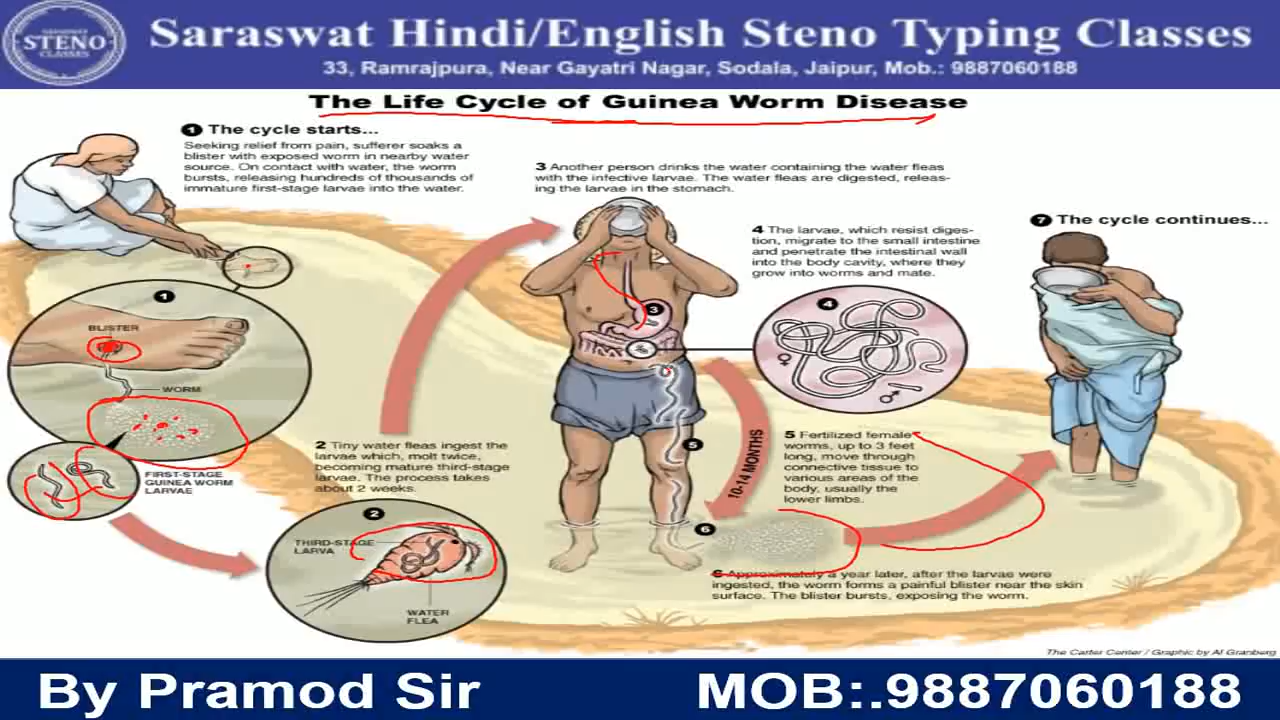 SARASWAT
STENO
CLASSES
Saraswat Hindi/English Steno Typing Classes
33, Ramrajpura, Near Gayatri Nagar, Sodala, Jaipur, Mob.: 9887060188
The Life Cycle of Guinea Worm Disease
1 The cycle starts...
Seeking relief from pain, sufferer soaks a
blister with exposed worm in nearby water
source. On contact with water, the worm
bursts, releasing hundreds of thousands of
immature first-stage larvae into the water.
3 Another person drinks the water containing the water fleas
with the infective larvae. The water fleas are digested, releas-
ing the larvae in the stomach.
4 The larvae, which resist diges-
tion, migrate to the small intestine
and penetrate the intestinal wall
into the body cavity, where they
grow into worms and mate.
7 The cycle continues...
1
BLISTER
WORM
FIRST-STAGE
GUINEA WORM
LARVAE
3
4
♀
♂
2 Tiny water fleas ingest the
larvae which, molt twice,
becoming mature third-stage
larvae. The process takes
about 2 weeks.
2
THIRD-STAGE
LARVA
WATER
FLEA
5
10-14 MONTHS
5 Fertilized female
worms, up to 3 feet
long, move through
connective tissue to
various areas of the
body, usually the
lower limbs.
6
6 Approximately a year later, after the larvae were
ingested, the worm forms a painful blister near the skin
surface. The blister bursts, exposing the worm.
The Carter Center / Graphic by Al Granberg
By Pramod Sir
MOB:.9887060188